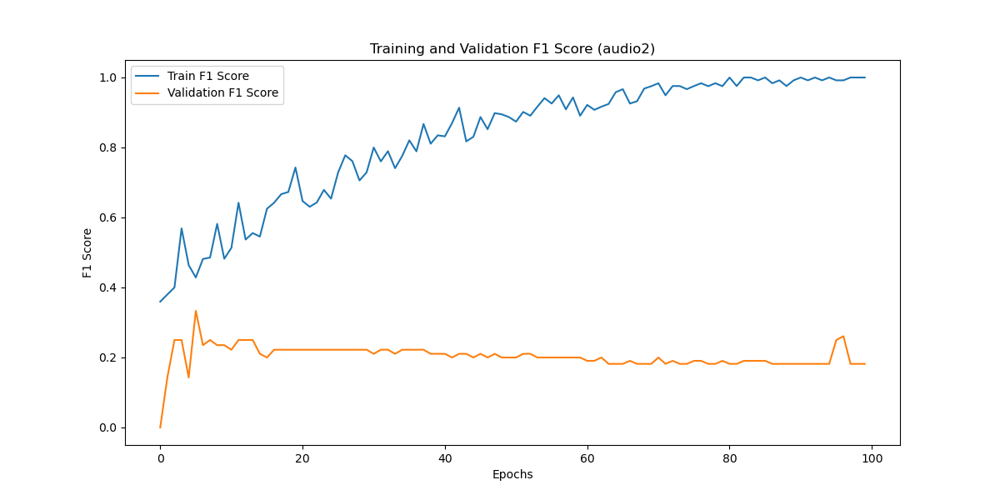 Training and Validation F1 Score (audio2)
Train F1 Score
Validation F1 Score
F1 Score
1.0
0.8
0.6
0.4
0.2
0.0
0 20 40 60 80 100
Epochs